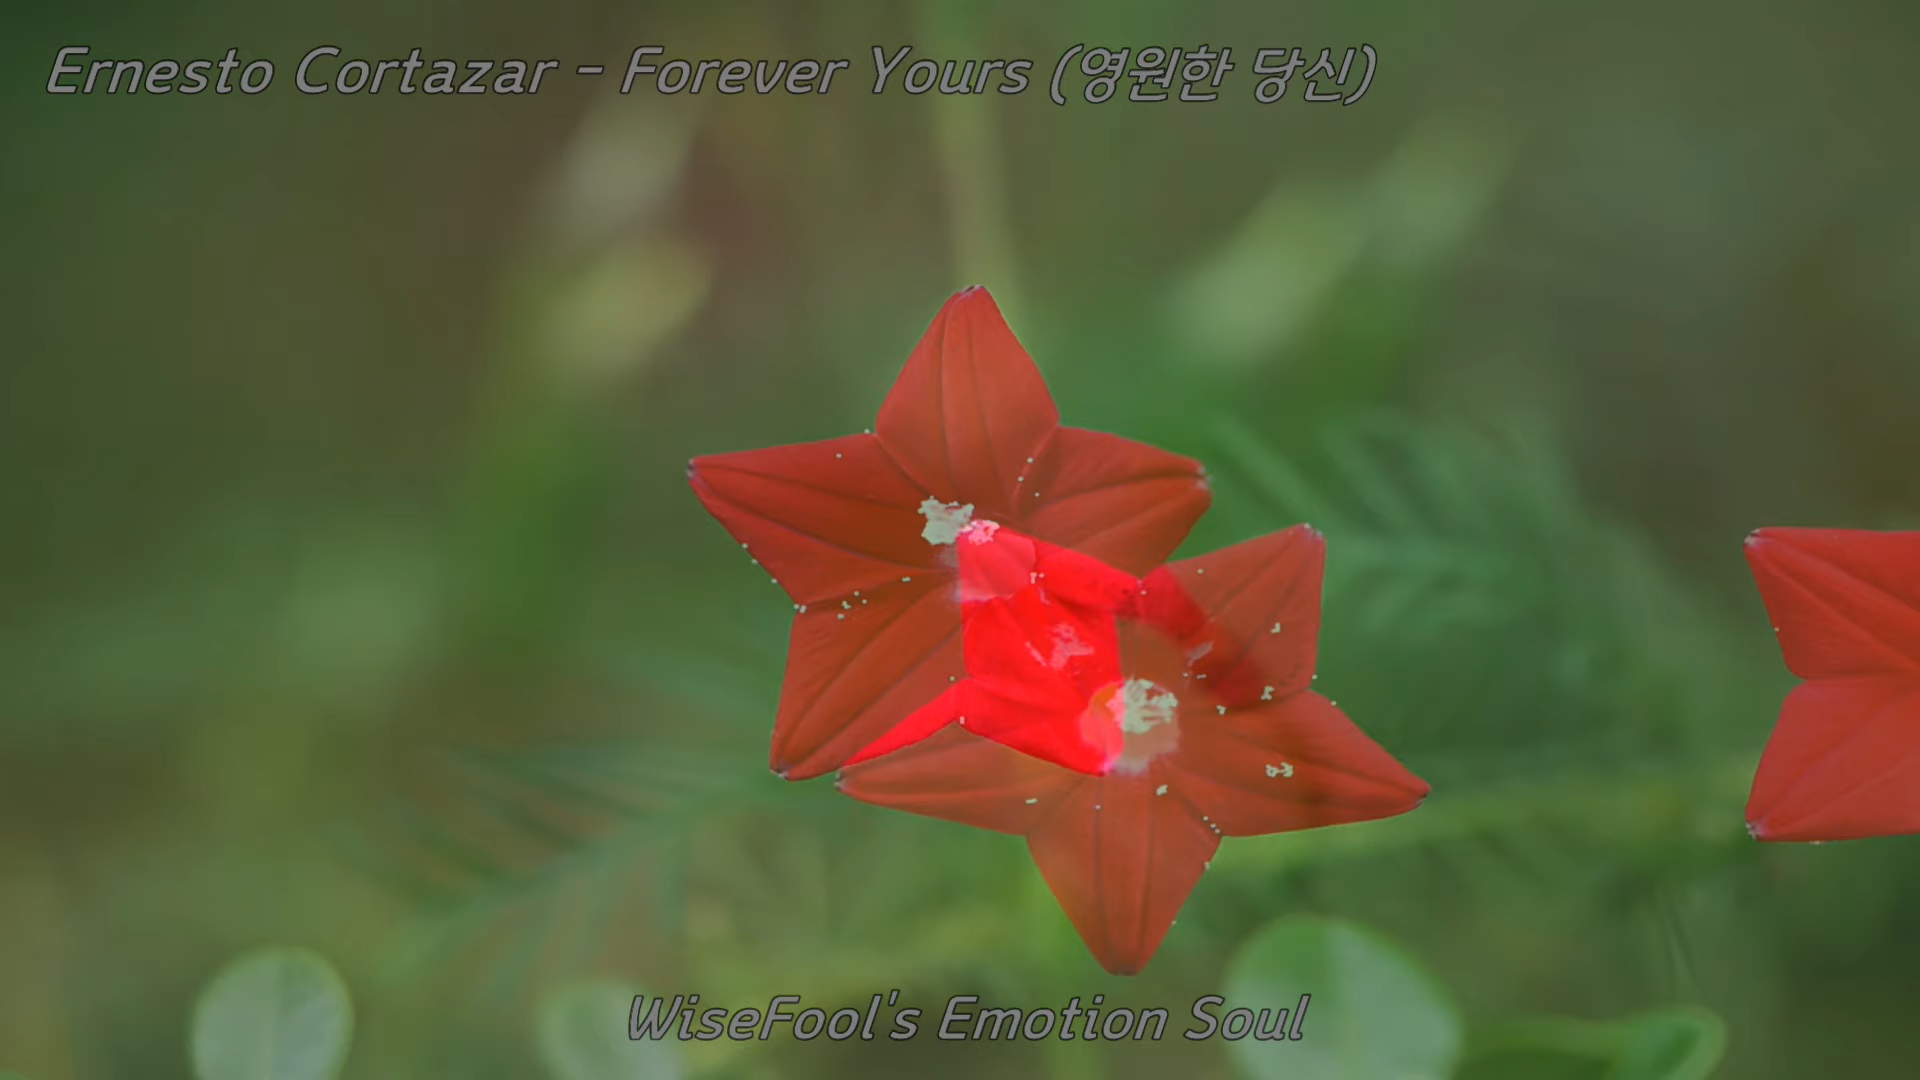 Ernesto Cortazar - Forever Yours (영원한 당신)
WiseFool's Emotion Soul